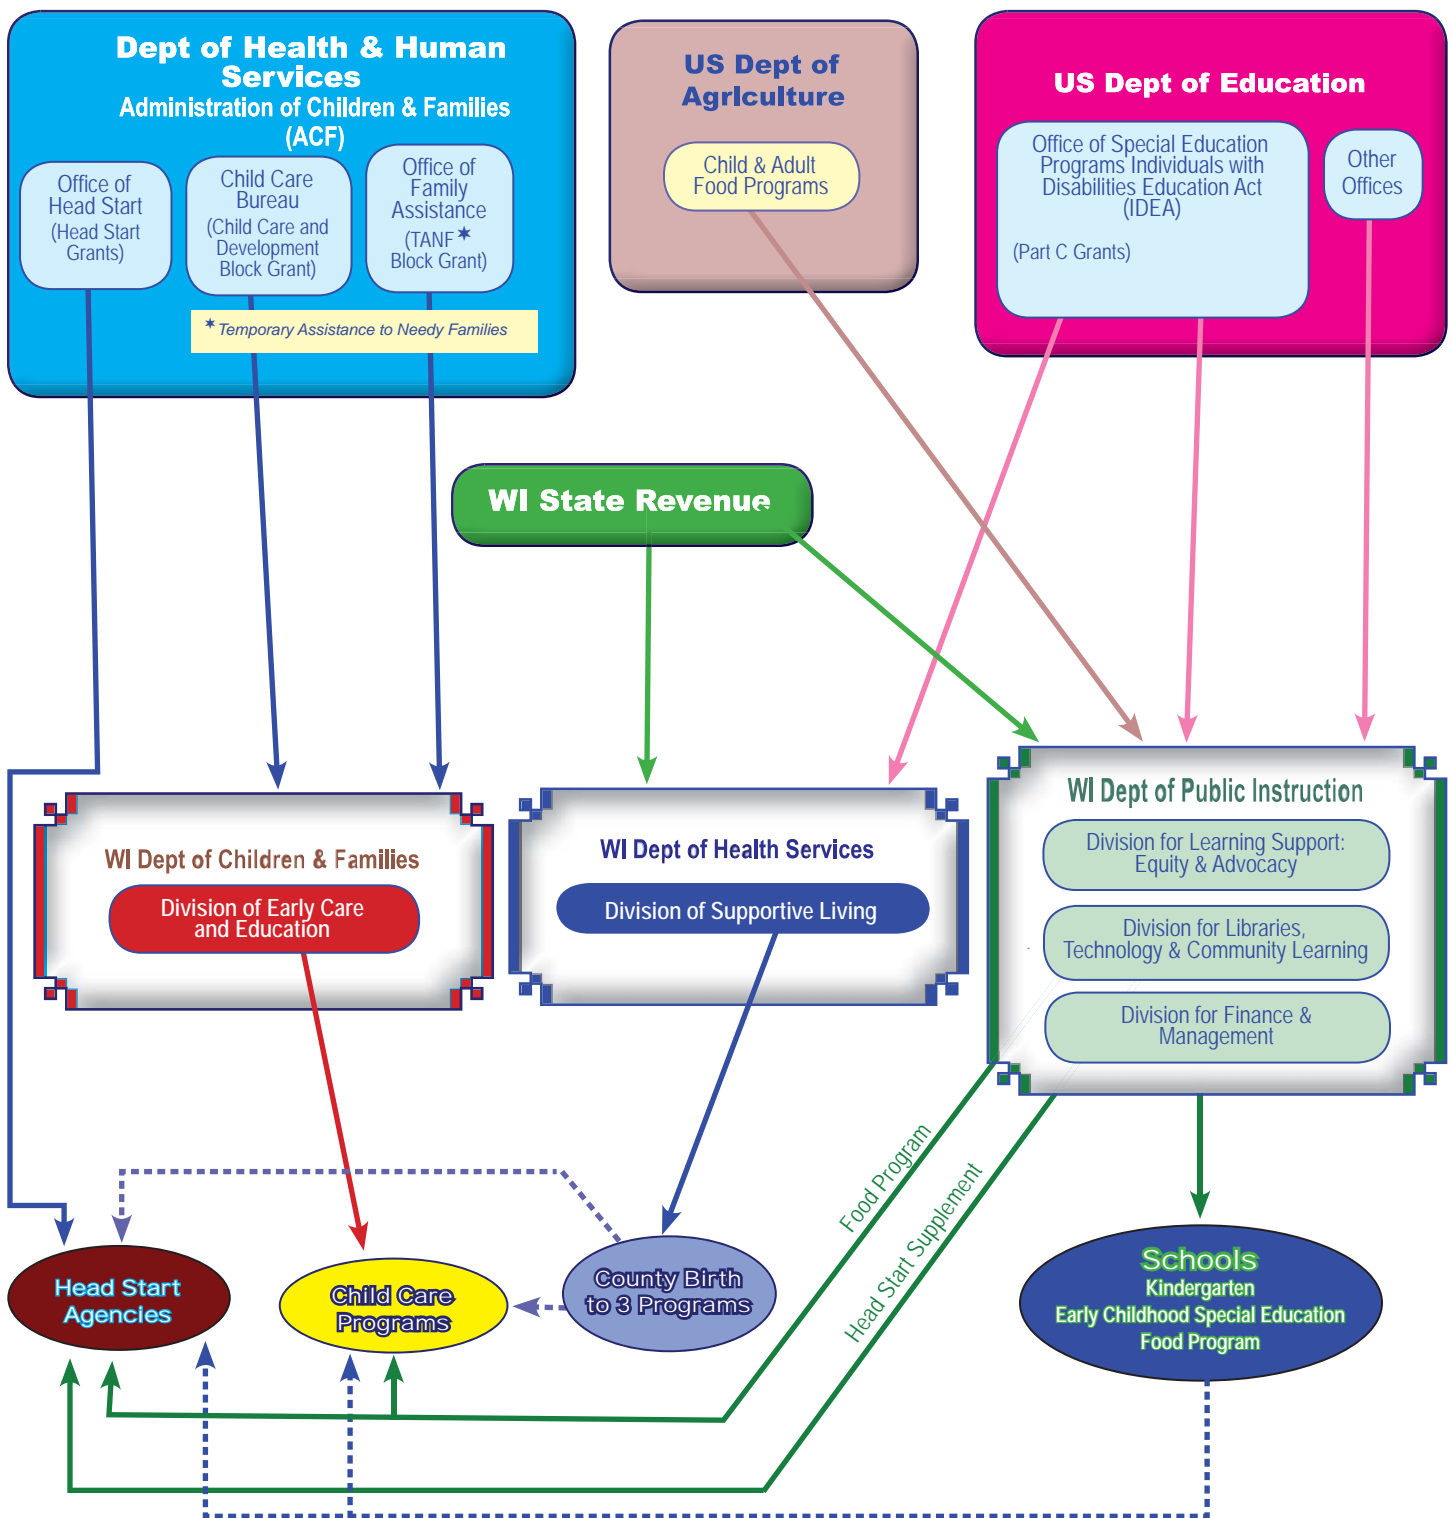 Dept of Health & Human
Services
Administration of Children & Families
(ACF)
Office of
Head Start
(Head Start
Grants)
Child Care
Bureau
(Child Care and
Development
Block Grant)
Office of
Family
Assistance
(TANF*
Block Grant)
*Temporary Assistance to Needy Families
US Dept of
AgrIculture
Child & Adult
Food Programs
US Dept of Education
Office of Special Education
Programs Individuals with
Disabilities Education Act
(IDEA)
(Part C Grants)
Other
Offices
WI State Revenue
WI Dept of Children & Families
Division of Early Care
and Education
WI Dept of Health Services
Division of Supportive Living
WI Dept of Public Instruction
Division for Learning Support:
Equity & Advocacy
Division for Libraries,
Technology & Community Learning
Division for Finance &
Management
Food Program
Head Start Supplement
Head Start
Agencies
Child Care
Programs
County Birth
to 3 Programs
Schools
Kindergarten
Early Childhood Special Education
Food Program